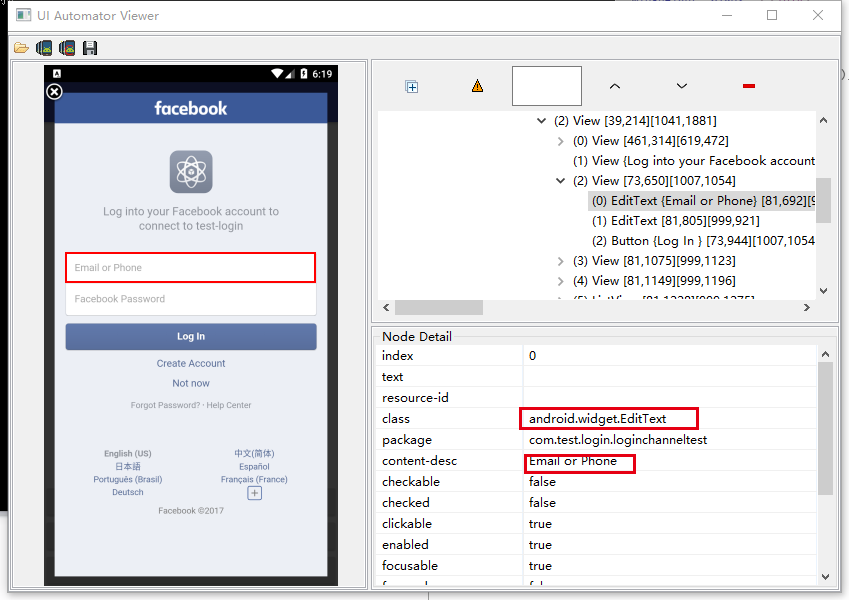 UI Automator Viewer
6:19
facebook
Log into your Facebook account to
connect to test-login
Email or Phone
Facebook Password
Log In
Create Account
Not now
Forgot Password? · Help Center
English (US)
中文(简体)
日本語
Español
Português (Brasil)
Français (France)
Deutsch
Facebook ©2017
(2) View [39,214][1041,1881]
(0) View [461,314][619,472]
(1) View {Log into your Facebook account
(2) View [73,650][1007,1054]
(0) EditText {Email or Phone} [81,692][9
(1) EditText [81,805][999,921]
(2) Button {Log In } [73,944][1007,1054
(3) View [81,1075][999,1123]
(4) View [81,1149][999,1196]
Node Detail
index 0
text
resource-id
class android.widget.EditText
package com.test.login.loginchanneltest
content-desc Email or Phone
checkable false
checked false
clickable true
enabled true
focusable true